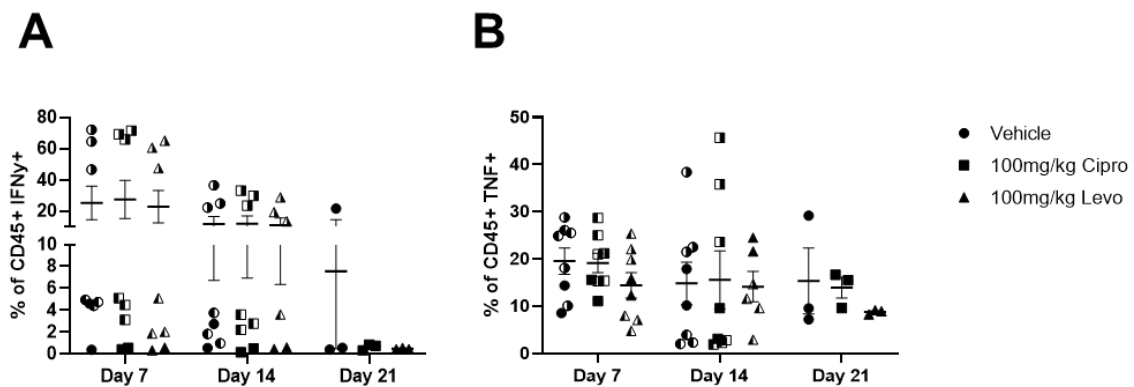 A
B
% of CD45+ IFNy+
80
60
40
20
10
8
6
4
2
0
Day 7
Day 14
Day 21
% of CD45+ TNF+
50
40
30
20
10
0
Day 7
Day 14
Day 21
Vehicle
100mg/kg Cipro
100mg/kg Levo